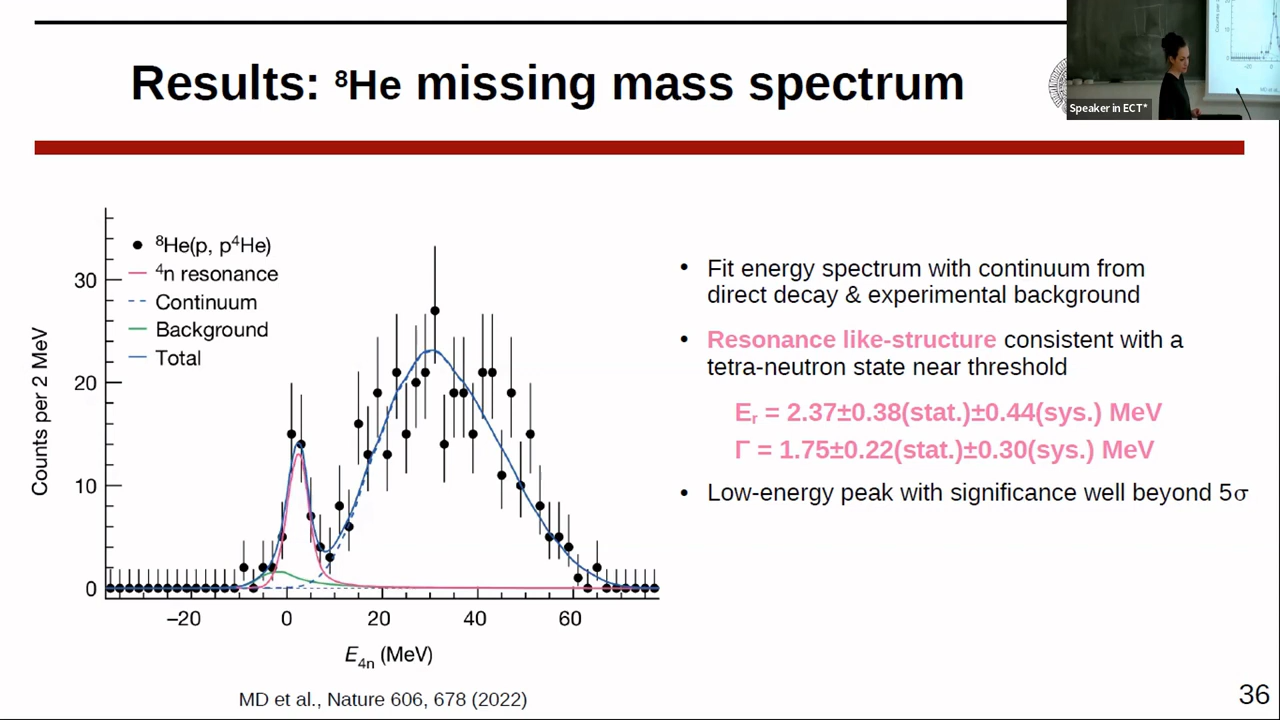 Results: ⁸He missing mass spectrum
Speaker in ECT*
⁸He(p, p⁴He)
⁴n resonance
Continuum
Background
Total
Counts per 2 MeV
30
20
10
0
−20 0 20 40 60
E₄ₙ (MeV)
MD et al., Nature 606, 678 (2022)
• Fit energy spectrum with continuum from
direct decay & experimental background
• Resonance like-structure consistent with a
tetra-neutron state near threshold
Eᵣ = 2.37±0.38(stat.)±0.44(sys.) MeV
Γ = 1.75±0.22(stat.)±0.30(sys.) MeV
• Low-energy peak with significance well beyond 5σ
36